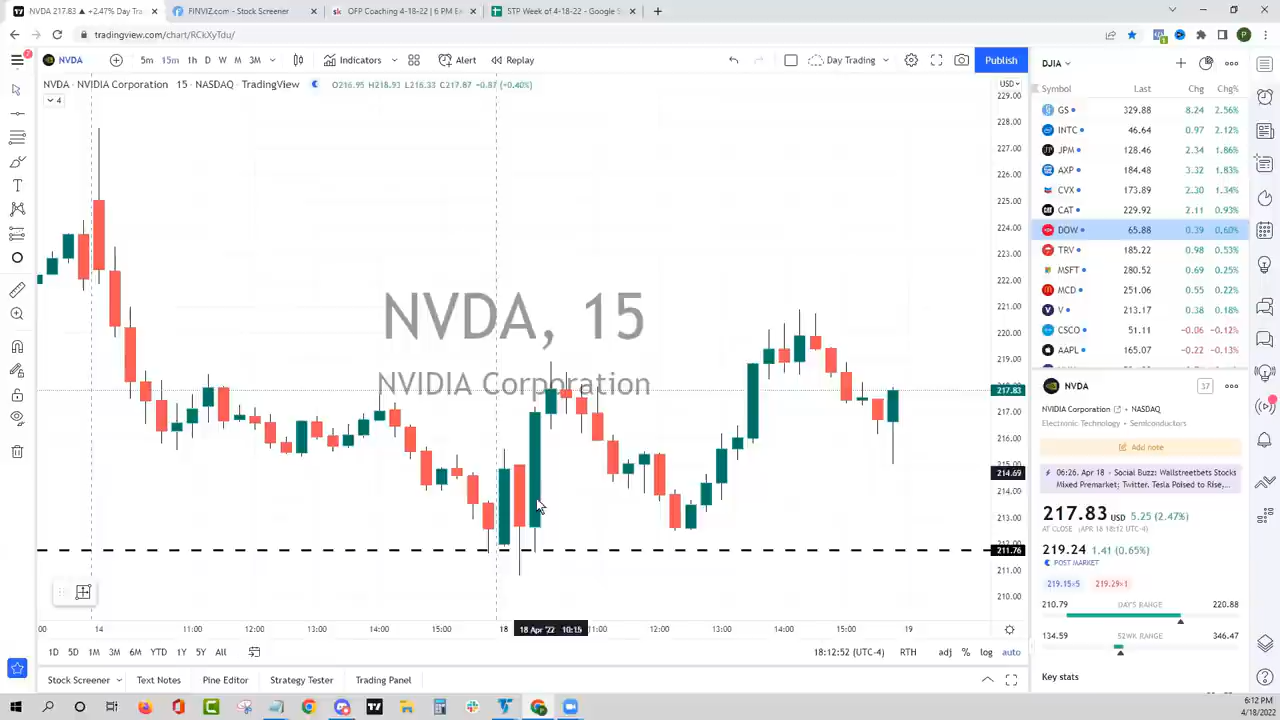 NVDA 217.83 ▲ +2.47% Day Tra
FINVIZ.com - Stock Screener
OFP Coaching 4-18-22 | 6 PM E
STP Week of 4-18-22 - Google S
tradingview.com/chart/RCkXyTdu/
NVDA 5m 15m 1h D W M 3M Indicators Alert Replay Day Trading Publish
NVDA · NVIDIA Corporation · 15 · NASDAQ · TradingView O216.95 H218.93 L216.33 C217.87 −0.87 (+0.40%)
4
USD
229.00
228.00
227.00
226.00
225.00
224.00
223.00
222.00
221.00
220.00
219.00
217.83
217.00
216.00
214.69
214.00
213.00
211.76
211.00
210.00
NVDA, 15
NVIDIA Corporation
:00 14 11:00 12:00 13:00 14:00 15:00 18 18 Apr '22 10:15 11:00 12:00 13:00 14:00 15:00 19
1D 5D 1M 3M 6M YTD 1Y 5Y All 18:12:52 (UTC-4) RTH adj % log auto
Stock Screener Text Notes Pine Editor Strategy Tester Trading Panel
DJIA
Symbol Last Chg Chg%
GS 329.88 8.24 2.56%
INTC 46.64 0.97 2.12%
JPM 128.46 2.34 1.86%
AXP 184.48 3.32 1.83%
CVX 173.89 2.30 1.34%
CAT 229.92 2.11 0.93%
DOW 65.88 0.39 0.60%
TRV 185.22 0.98 0.53%
MSFT 280.52 0.69 0.25%
MCD 251.06 0.55 0.22%
V 213.17 0.38 0.18%
CSCO 51.11 −0.06 −0.12%
AAPL 165.07 −0.22 −0.13%
NVDA
NVIDIA Corporation • NASDAQ
Electronic Technology • Semiconductors
Add note
06:26, Apr 18 - Social Buzz: Wallstreetbets Stocks
Mixed Premarket; Twitter, Tesla Poised to Rise,...
217.83 USD 5.25 (2.47%)
AT CLOSE (APR 18 18:12 UTC-4)
219.24 1.41 (0.65%)
POST MARKET
219.15×5 219.29×1
210.79 DAY'S RANGE 220.88
134.59 52WK RANGE 346.47
Key stats
6:12 PM
4/18/2022